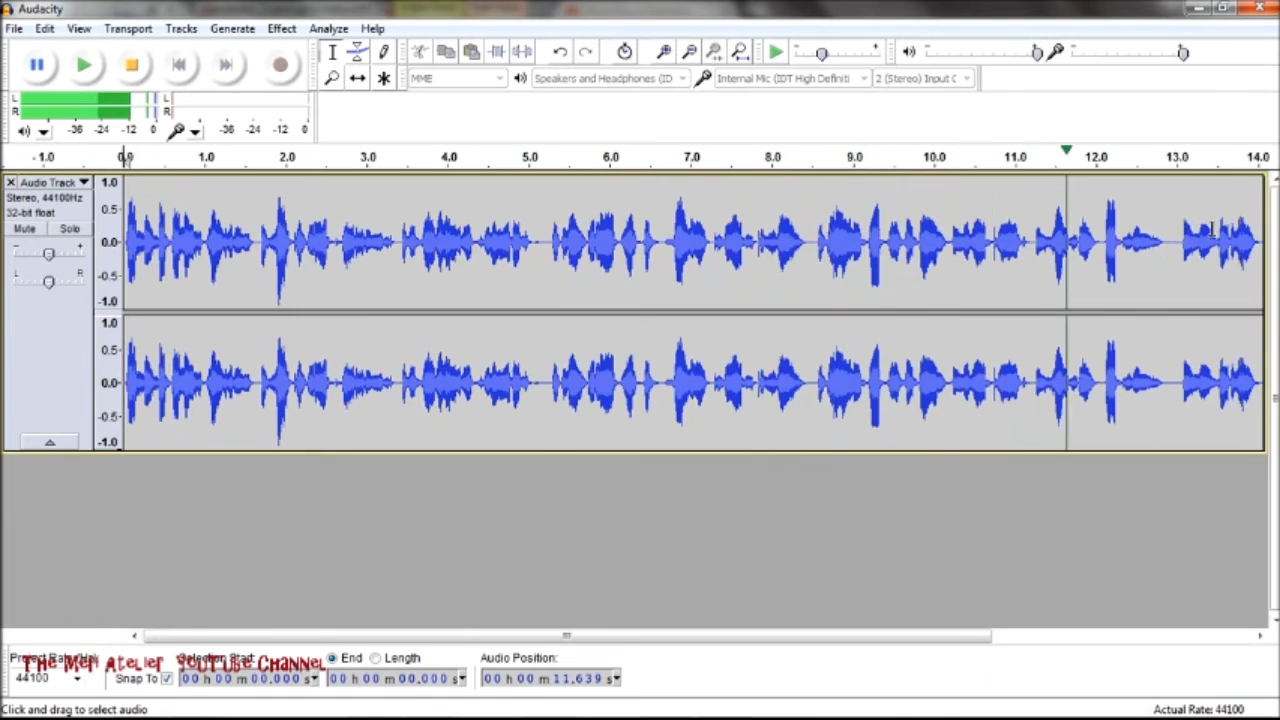 Audacity
File Edit View Transport Tracks Generate Effect Analyze Help
MME Speakers and Headphones (ID Internal Mic (IDT High Definiti 2 (Stereo) Input C
L L
R R
-36 -24 -12 0 -36 -24 -12 0
-1.0 0.0 1.0 2.0 3.0 4.0 5.0 6.0 7.0 8.0 9.0 10.0 11.0 12.0 13.0 14.0
Audio Track 1.0
Stereo, 44100Hz
32-bit float 0.5
Mute Solo
- + 0.0
L R -0.5
-1.0
1.0
0.5
0.0
-0.5
-1.0
Project Rate (Hz): Selection Start: End Length Audio Position:
The Meri Atelier YouTube Channel
44100 Snap To 00 h 00 m 00.000 s 00 h 00 m 00.000 s 00 h 00 m 11.639 s
Click and drag to select audio Actual Rate: 44100